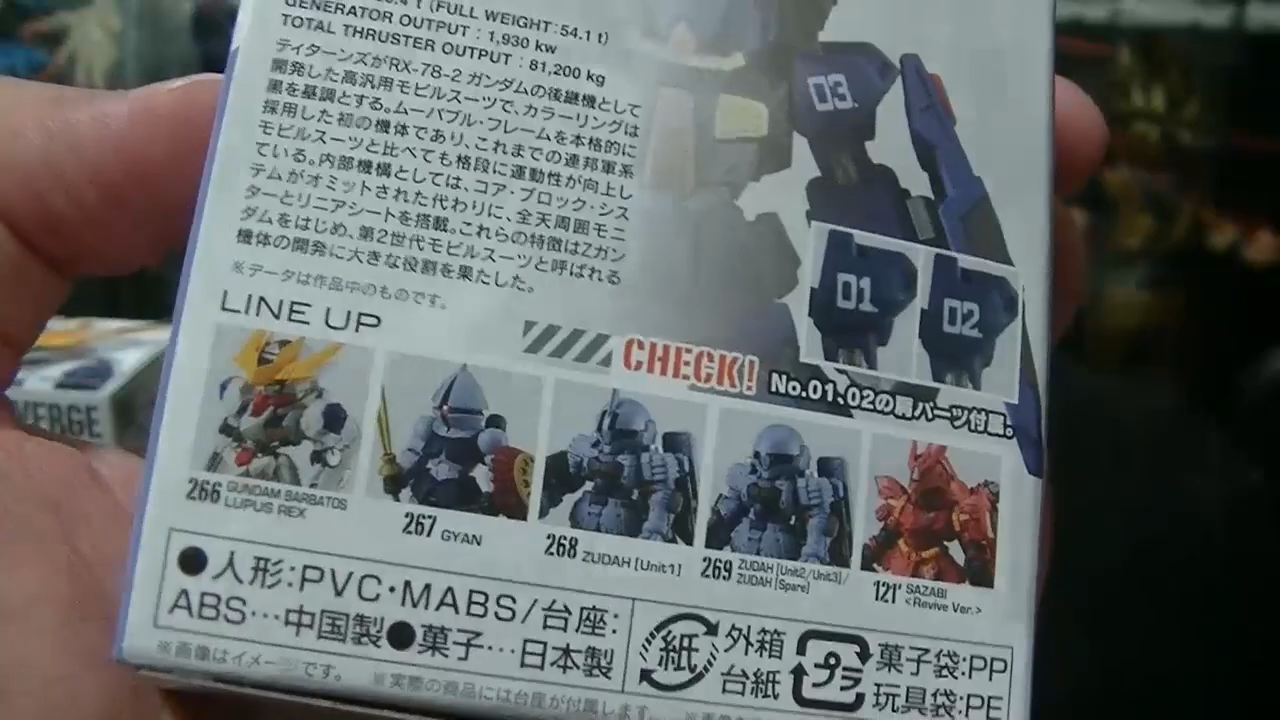 (FULL WEIGHT:54.1 t)
GENERATOR OUTPUT : 1,930 kw
TOTAL THRUSTER OUTPUT : 81,200 kg
ティターンズがRX-78-2 ガンダムの後継機として
開発した高汎用モビルスーツで、カラーリングは
黒を基調とする。ムーバブル・フレームを本格的に
採用した初の機体であり、これまでの連邦軍系
モビルスーツと比べても格段に運動性が向上し
ている。内部機構としては、コア・ブロック・シス
テムがオミットされた代わりに、全天周囲モニ
ターとリニアシートを搭載。これらの特徴はZガン
ダムをはじめ、第2世代モビルスーツと呼ばれる
機体の開発に大きな役割を果たした。
※データは作品中のものです。
03
01
02
LINE UP
CHECK!
No.01、02の肩パーツ付属。
VERGE
266 GUNDAM BARBATOS
LUPUS REX
267 GYAN
268 ZUDAH [Unit1]
269 ZUDAH [Unit2/Unit3]/
ZUDAH [Spare]
121' SAZABI
<Revive Ver.>
●人形:PVC・MABS/台座:
ABS…中国製●菓子…日本製
紙
外箱
台紙
プラ
菓子袋:PP
玩具袋:PE
※画像はイメージです。
※実際の商品には台座が付属します。